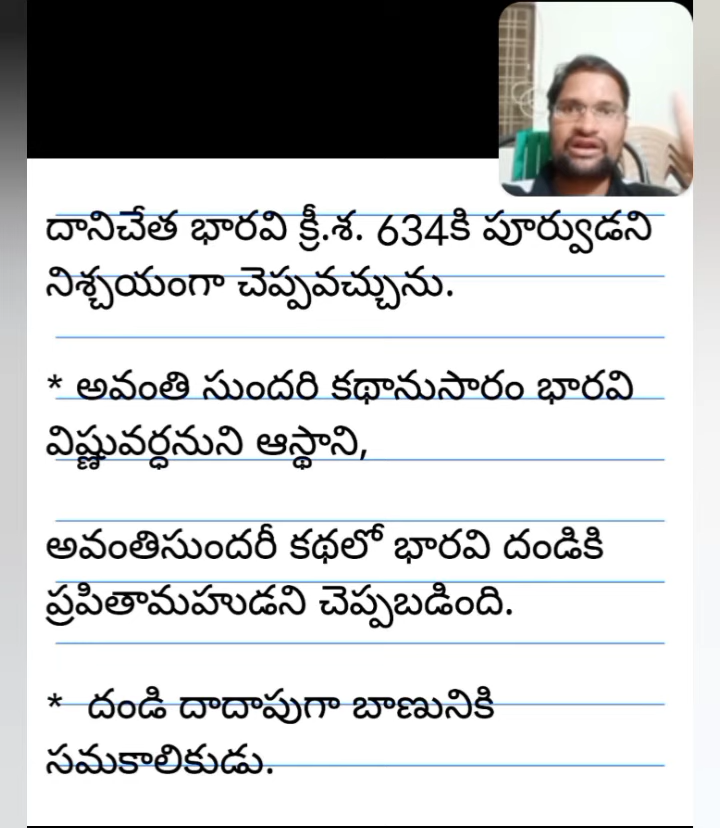 దానిచేత భారవి క్రీ.శ. 634కి పూర్వుడని
నిశ్చయంగా చెప్పవచ్చును.
* అవంతి సుందరి కథానుసారం భారవి
విష్ణువర్ధనుని ఆస్థాని,
అవంతిసుందరీ కథలో భారవి దండికి
ప్రపితామహుడని చెప్పబడింది.
* దండి దాదాపుగా బాణునికి
సమకాలికుడు.